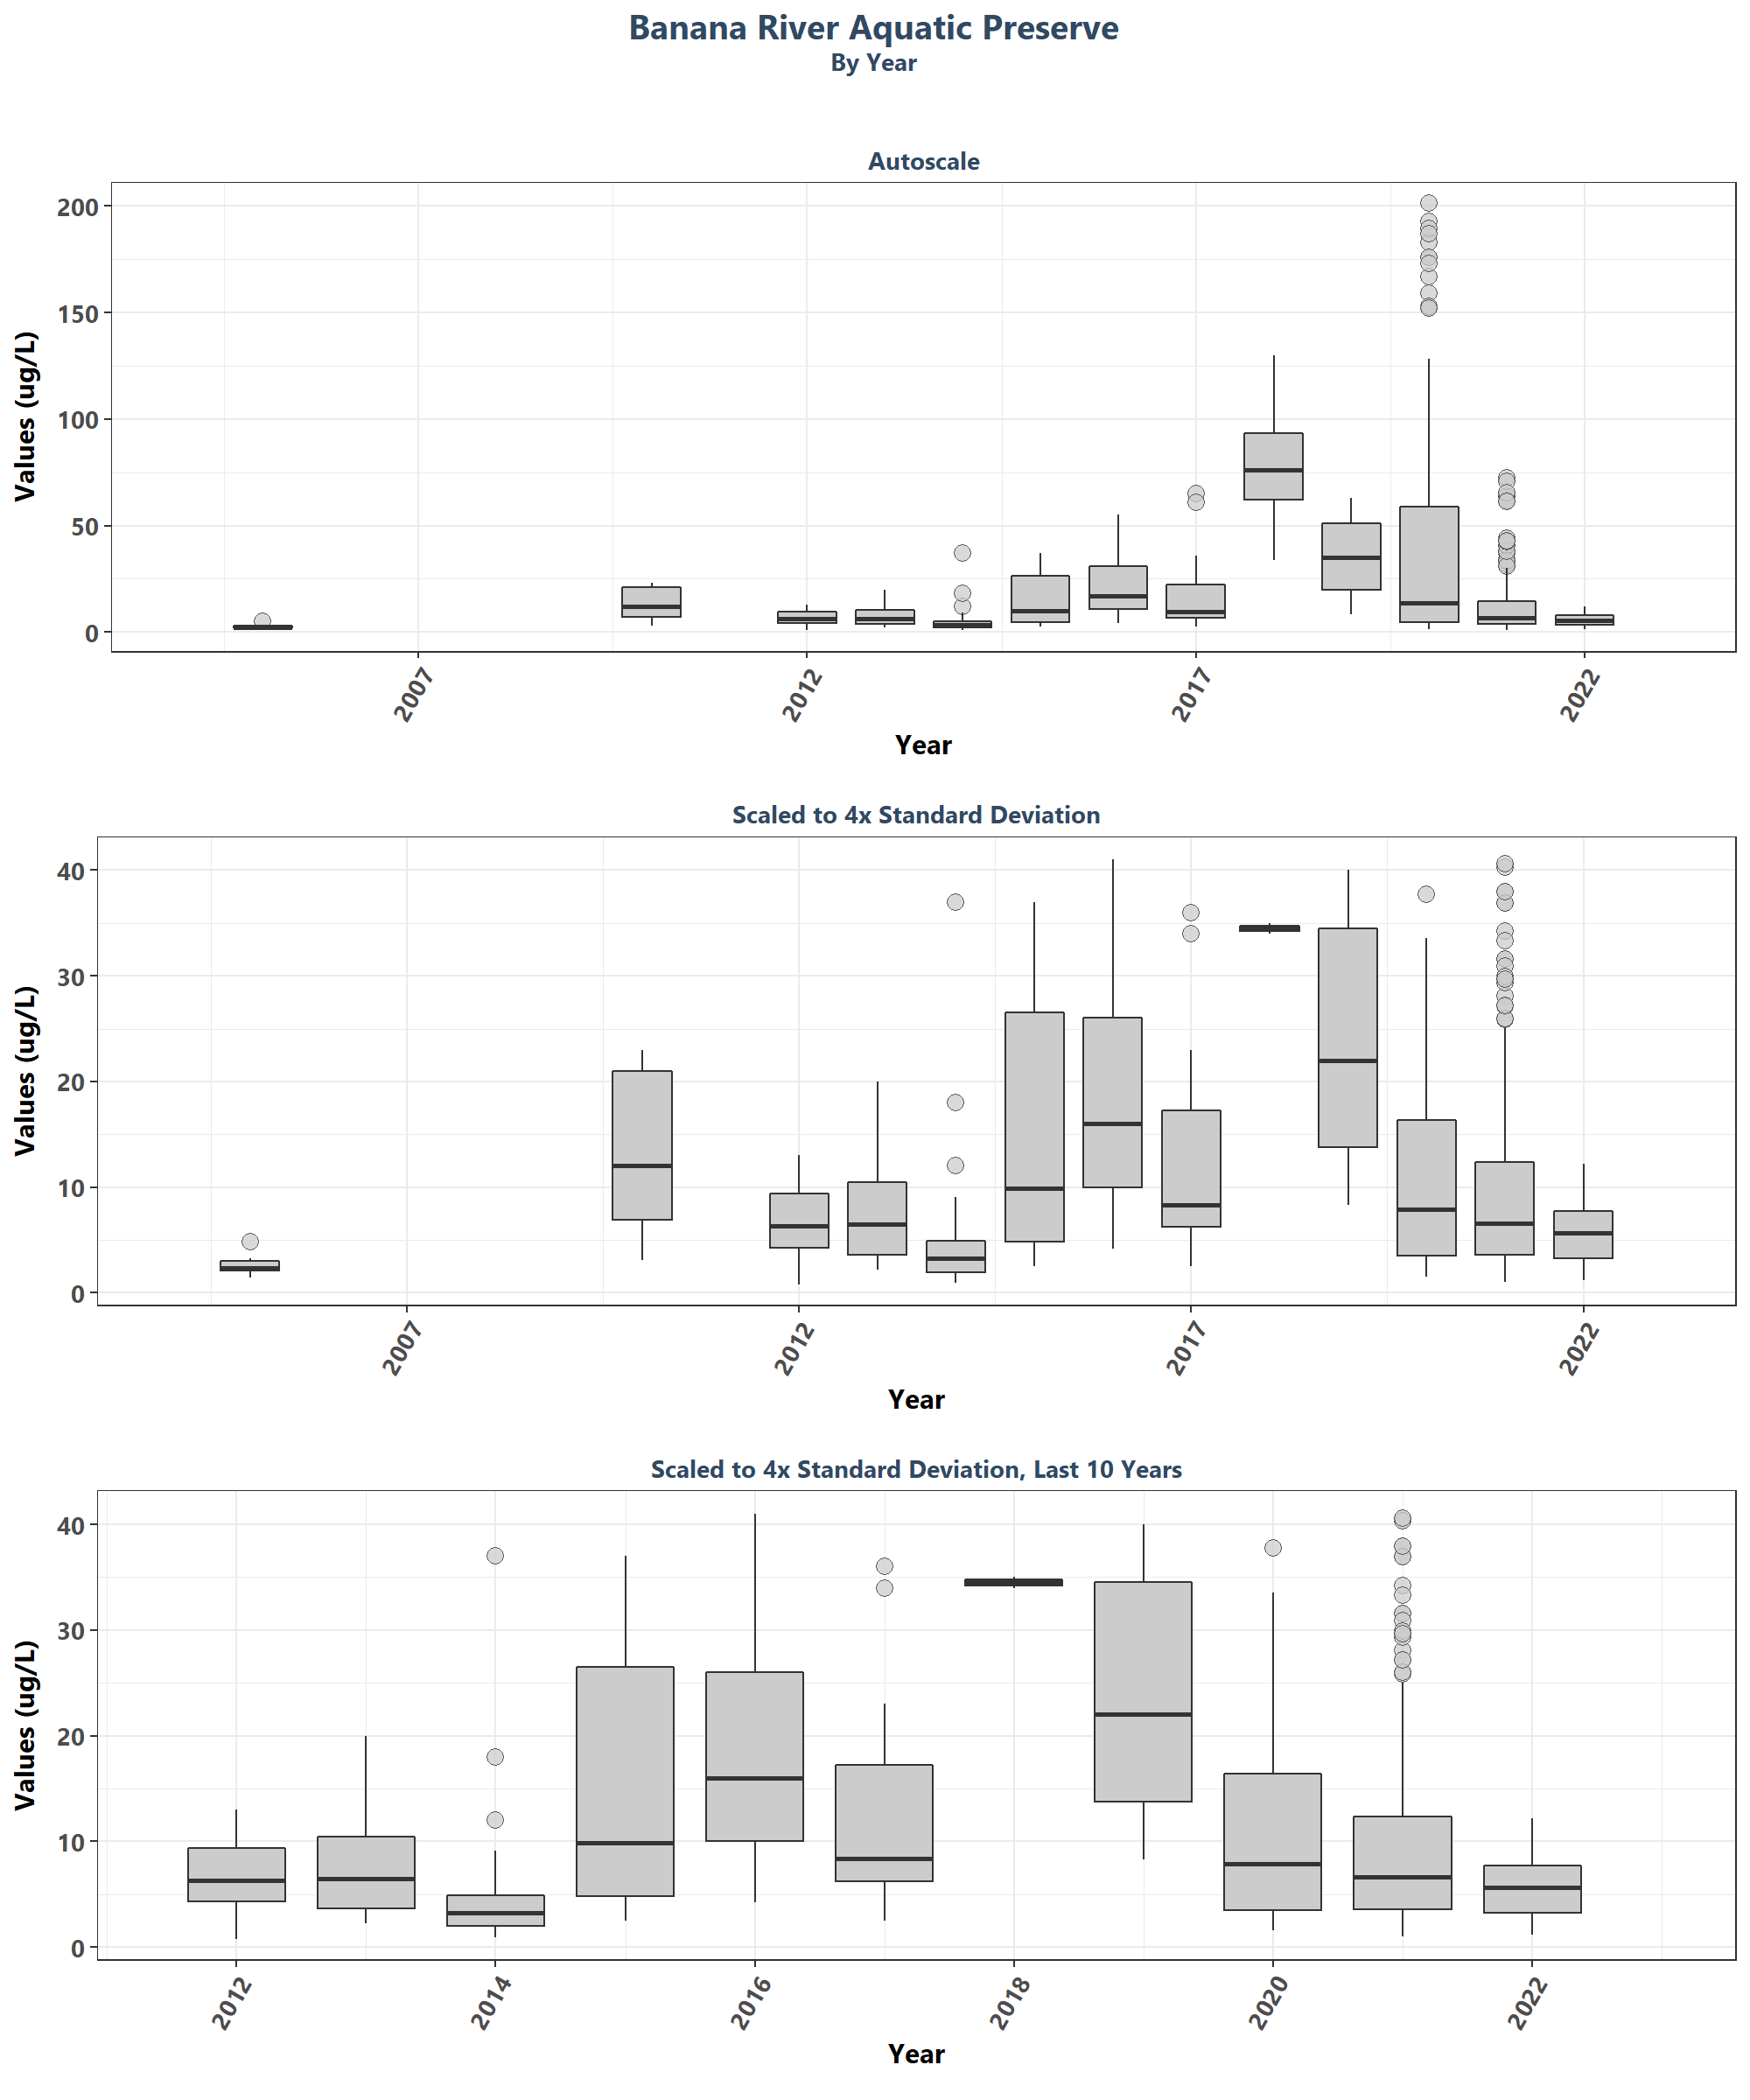 Banana River Aquatic Preserve
By Year
Autoscale
200
150
100
50
0
Values (ug/L)
2007
2012
2017
2022
Year
Scaled to 4x Standard Deviation
40
30
20
10
0
Values (ug/L)
2007
2012
2017
2022
Year
Scaled to 4x Standard Deviation, Last 10 Years
40
30
20
10
0
Values (ug/L)
2012
2014
2016
2018
2020
2022
Year